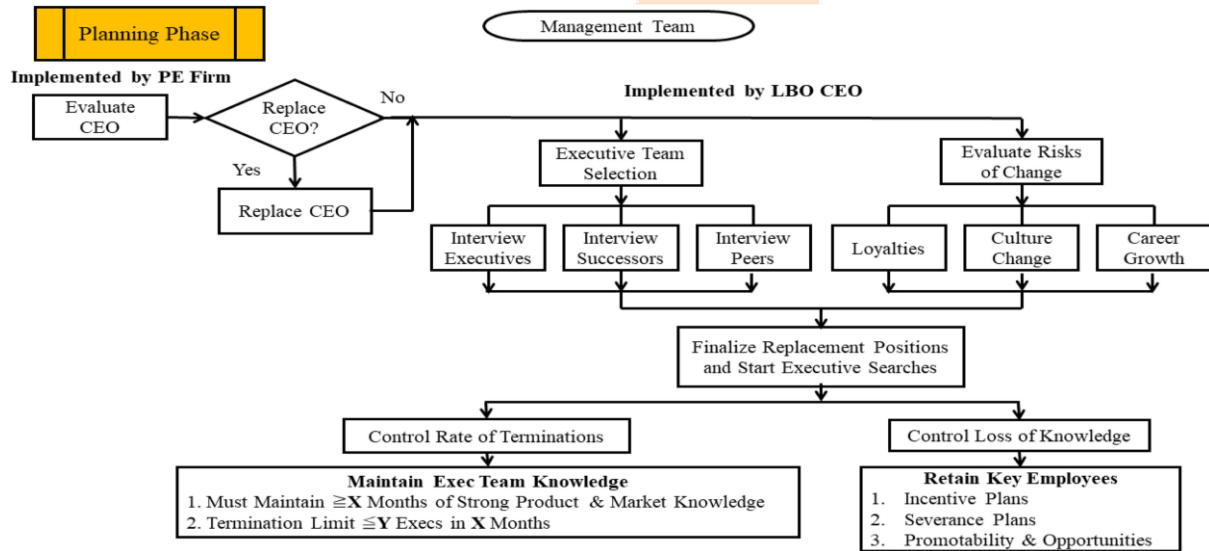 Planning Phase
Management Team
Implemented by PE Firm
Implemented by LBO CEO
Evaluate
CEO
Replace
CEO?
No
Yes
Replace CEO
Executive Team
Selection
Evaluate Risks
of Change
Interview
Executives
Interview
Successors
Interview
Peers
Loyalties
Culture
Change
Career
Growth
Finalize Replacement Positions
and Start Executive Searches
Control Rate of Terminations
Control Loss of Knowledge
Maintain Exec Team Knowledge
1. Must Maintain ≧X Months of Strong Product & Market Knowledge
2. Termination Limit ≦Y Execs in X Months
Retain Key Employees
1. Incentive Plans
2. Severance Plans
3. Promotability & Opportunities